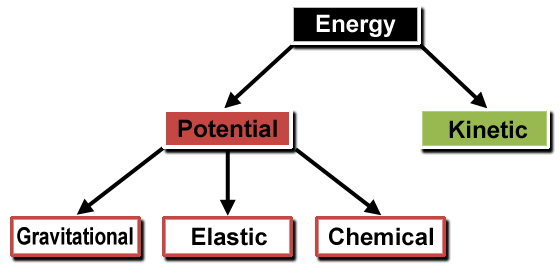 Energy
Potential
Kinetic
Gravitational
Elastic
Chemical